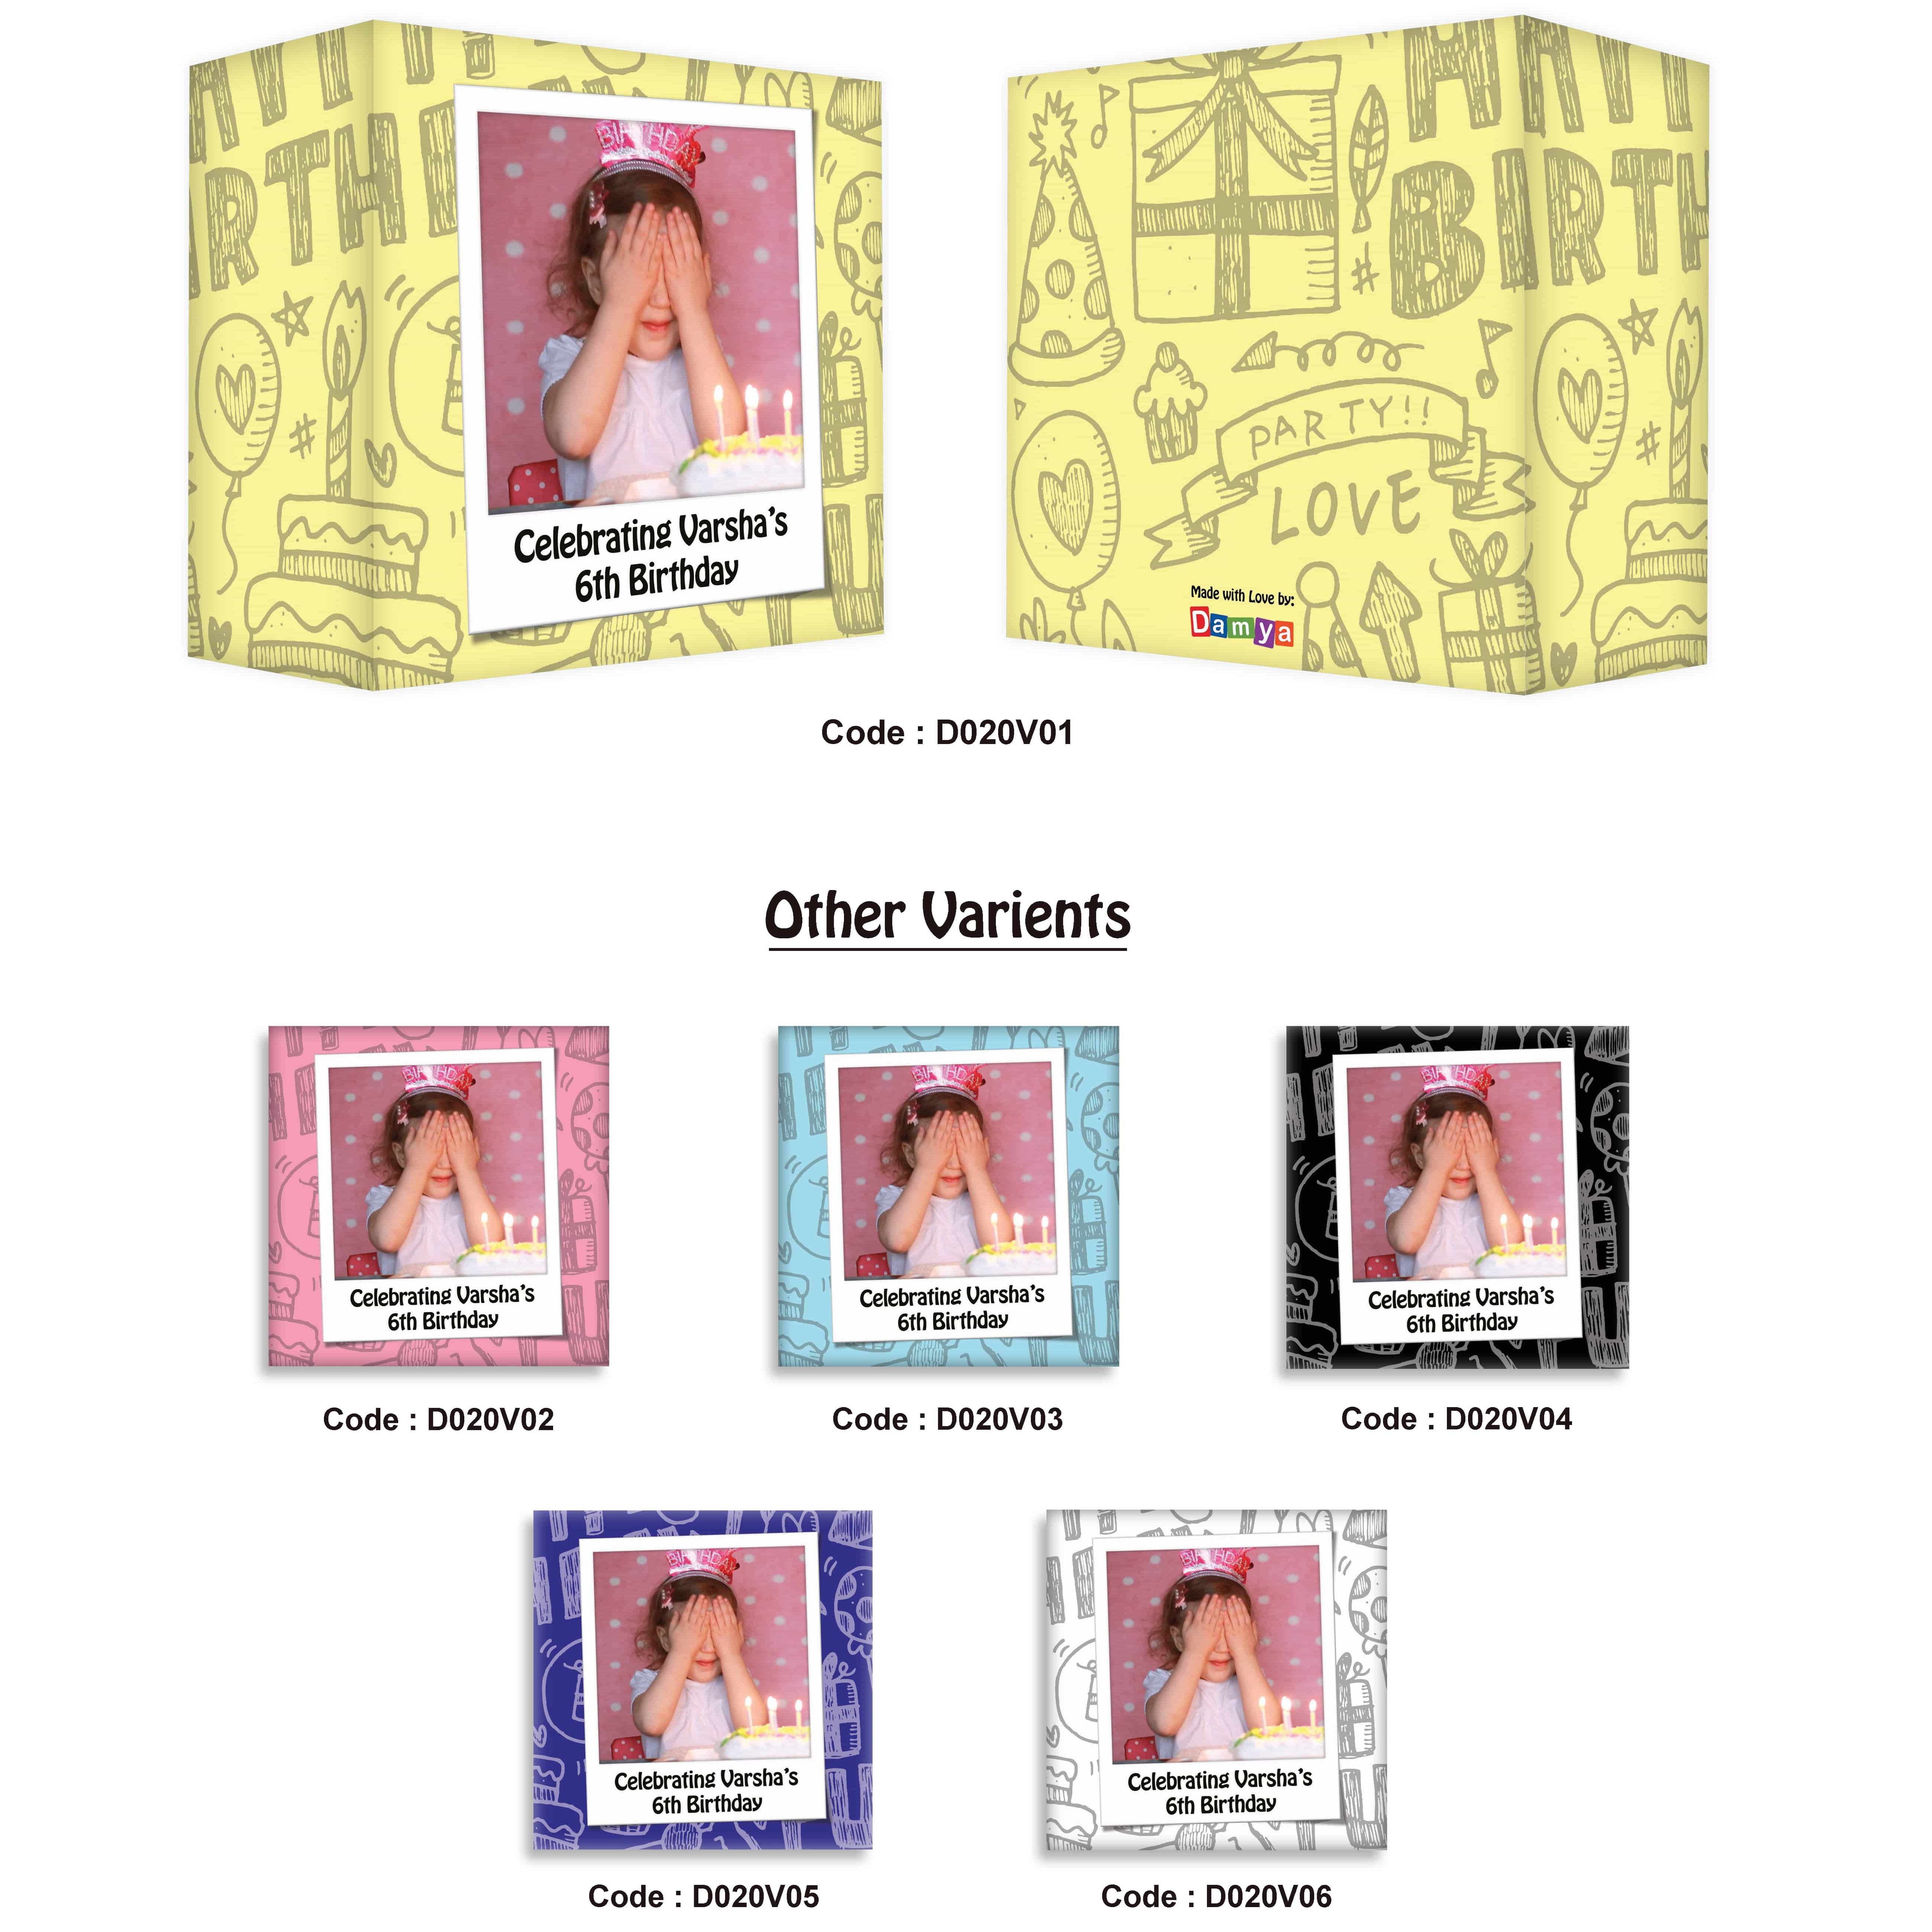 BIRTHDAY
Celebrating Varsha's
6th Birthday
BIRTH
PARTY!!
LOVE
Made with Love by:
Damya
Code : D020V01
Other Varients
Celebrating Varsha's
6th Birthday
Code : D020V02
Celebrating Varsha's
6th Birthday
Code : D020V03
Celebrating Varsha's
6th Birthday
Code : D020V04
Celebrating Varsha's
6th Birthday
Code : D020V05
Celebrating Varsha's
6th Birthday
Code : D020V06